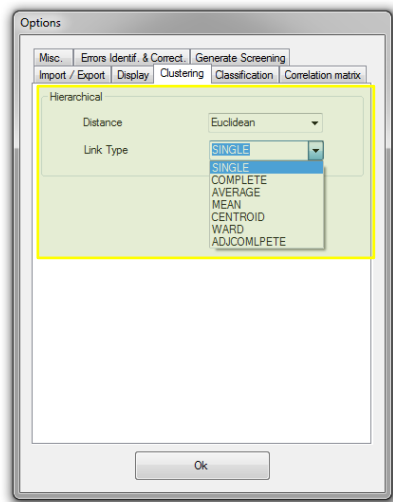 Options
Misc. Errors Identif. & Correct. Generate Screening
Import / Export Display Clustering Classification Correlation matrix
Hierarchical
Distance Euclidean
Link Type SINGLE
SINGLE
COMPLETE
AVERAGE
MEAN
CENTROID
WARD
ADJCOMLPETE
Ok